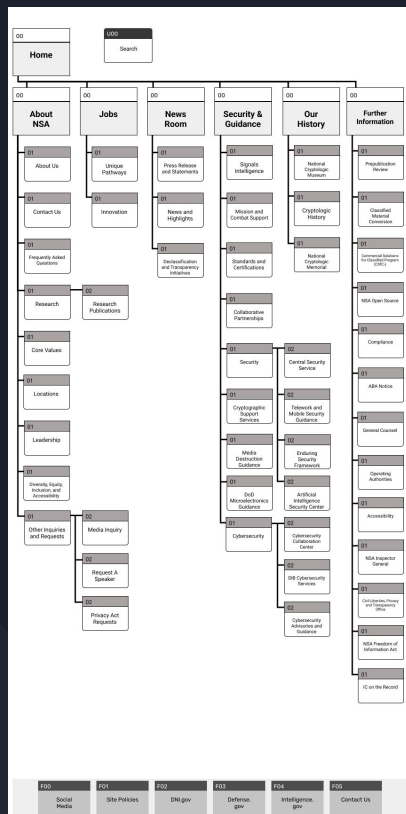 00
Home
U00
Search
00
About
NSA
00
Jobs
00
News
Room
00
Security &
Guidance
00
Our
History
00
Further
Information
01
About Us
01
Contact Us
01
Frequently Asked
Questions
01
Research
02
Research
Publications
01
Core Values
01
Locations
01
Leadership
01
Diversity, Equity,
Inclusion, and
Accessibility
01
Other Inquiries
and Requests
02
Media Inquiry
02
Request A
Speaker
02
Privacy Act
Requests
01
Unique
Pathways
01
Innovation
01
Press Release
and Statements
01
News and
Highlights
01
Declassification
and Transparency
Initiatives
01
Signals
Intelligence
01
Mission and
Combat Support
01
Standards and
Certifications
01
Collaborative
Partnerships
01
Security
02
Central Security
Service
02
Telework and
Mobile Security
Guidance
02
Enduring
Security
Framework
02
Artificial
Intelligence
Security Center
01
Cryptographic
Support
Services
01
Media
Destruction
Guidance
01
DoD
Microelectronics
Guidance
01
Cybersecurity
02
Cybersecurity
Collaboration
Center
02
DIB Cybersecurity
Services
02
Cybersecurity
Advisories and
Guidance
01
National
Cryptologic
Museum
01
Cryptologic
History
01
National
Cryptologic
Memorial
01
Prepublication
Review
01
Classified
Material
Conversion
01
Commercial Solutions
for Classified Program
(CSfC)
01
NSA Open Source
01
Compliance
01
ABA Notice
01
General Counsel
01
Operating
Authorities
01
Accessibility
01
NSA Inspector
General
01
Civil Liberties, Privacy
and Transparency
Office
01
NSA Freedom of
Information Act
01
IC on the Record
F00
Social
Media
F01
Site Policies
F02
DNI.gov
F03
Defense.
gov
F04
Intelligence.
gov
F05
Contact Us